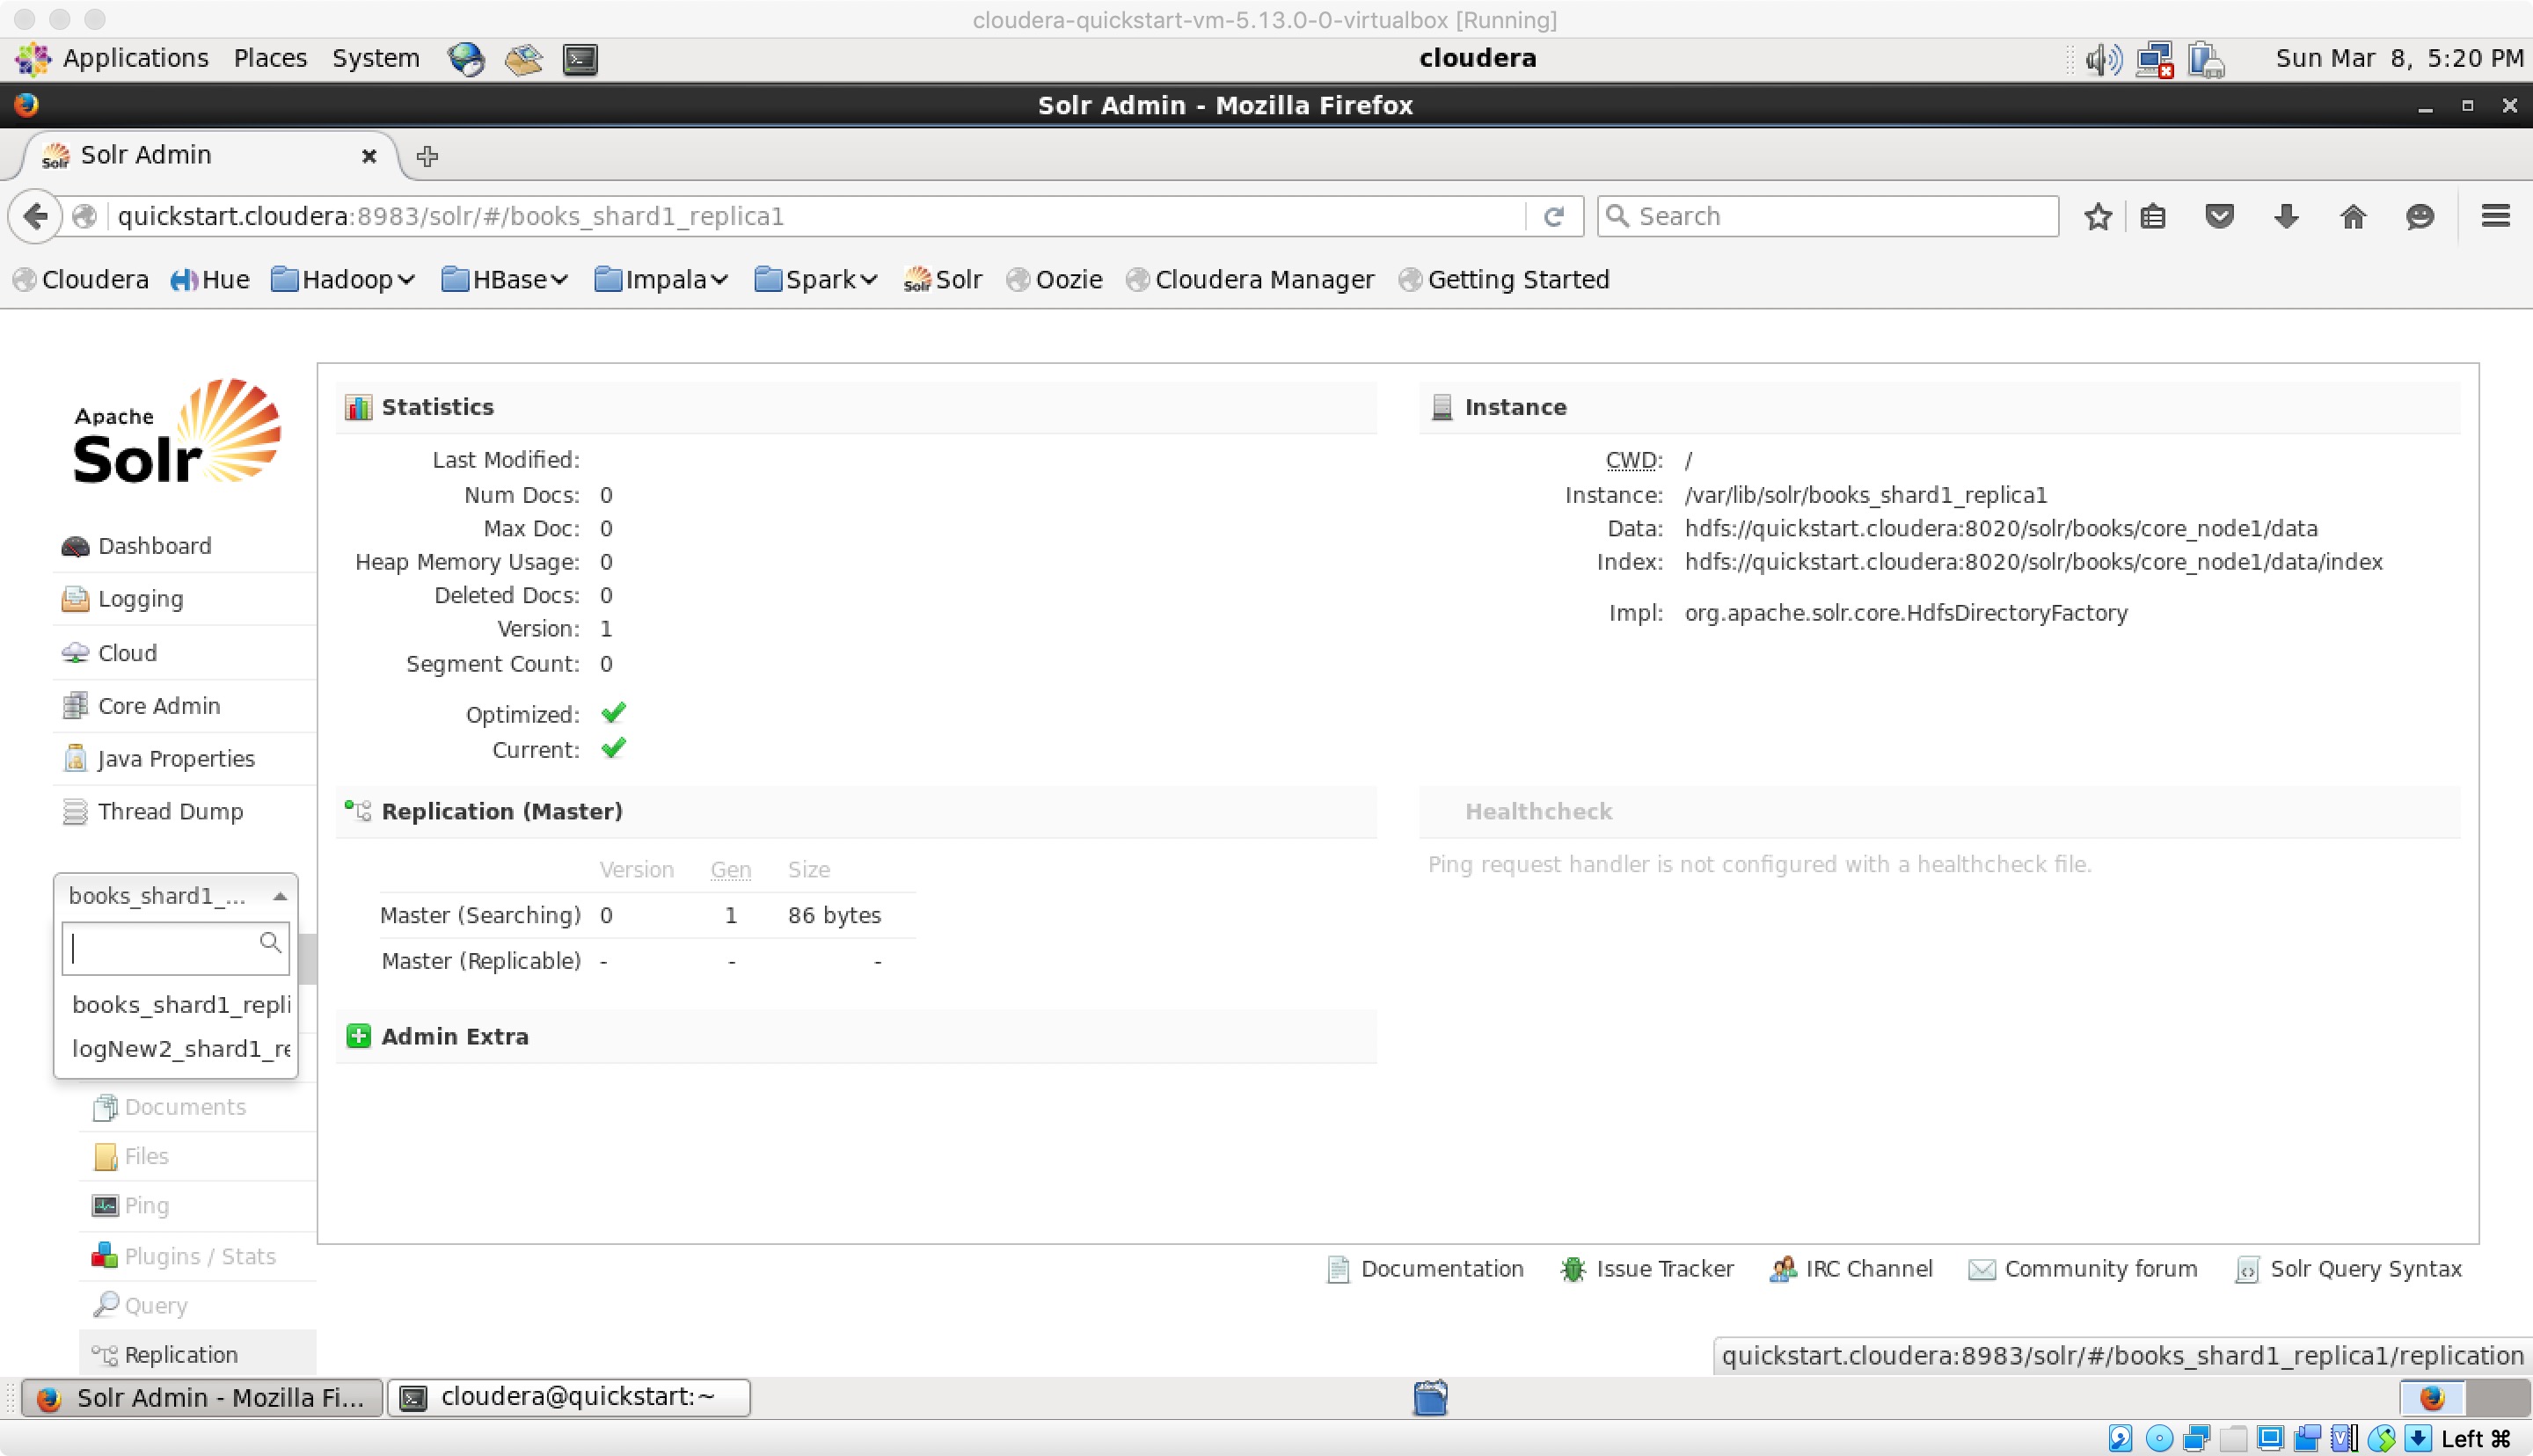 cloudera-quickstart-vm-5.13.0-0-virtualbox [Running]
Applications Places System cloudera Sun Mar 8, 5:20 PM
Solr Admin - Mozilla Firefox
Solr Solr Admin
quickstart.cloudera:8983/solr/#/books_shard1_replica1 Search
Cloudera Hue Hadoop HBase Impala Spark Solr Solr Oozie Cloudera Manager Getting Started
Apache
Solr
Dashboard
Logging
Cloud
Core Admin
Java Properties
Thread Dump
books_shard1_...
books_shard1_repli
logNew2_shard1_re
Documents
Files
Ping
Plugins / Stats
Query
Replication
Statistics
Last Modified:
Num Docs: 0
Max Doc: 0
Heap Memory Usage: 0
Deleted Docs: 0
Version: 1
Segment Count: 0
Optimized:
Current:
Instance
CWD: /
Instance: /var/lib/solr/books_shard1_replica1
Data: hdfs://quickstart.cloudera:8020/solr/books/core_node1/data
Index: hdfs://quickstart.cloudera:8020/solr/books/core_node1/data/index
Impl: org.apache.solr.core.HdfsDirectoryFactory
Replication (Master)
Version Gen Size
Master (Searching) 0 1 86 bytes
Master (Replicable) - - -
Healthcheck
Ping request handler is not configured with a healthcheck file.
Admin Extra
Documentation Issue Tracker IRC Channel Community forum Solr Query Syntax
quickstart.cloudera:8983/solr/#/books_shard1_replica1/replication
Solr Admin - Mozilla Fi... cloudera@quickstart:~
Left ⌘